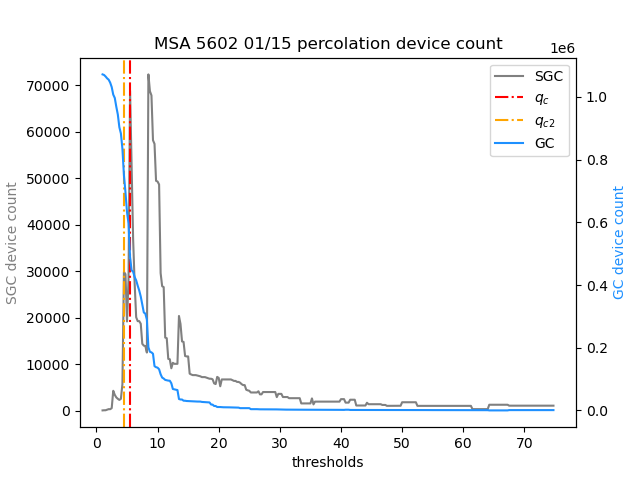 MSA 5602 01/15 percolation device count
1e6
SGC
q_c
q_c2
GC
SGC device count
70000
60000
50000
40000
30000
20000
10000
0
1.0
0.8
0.6
0.4
0.2
0.0
GC device count
0 10 20 30 40 50 60 70
thresholds